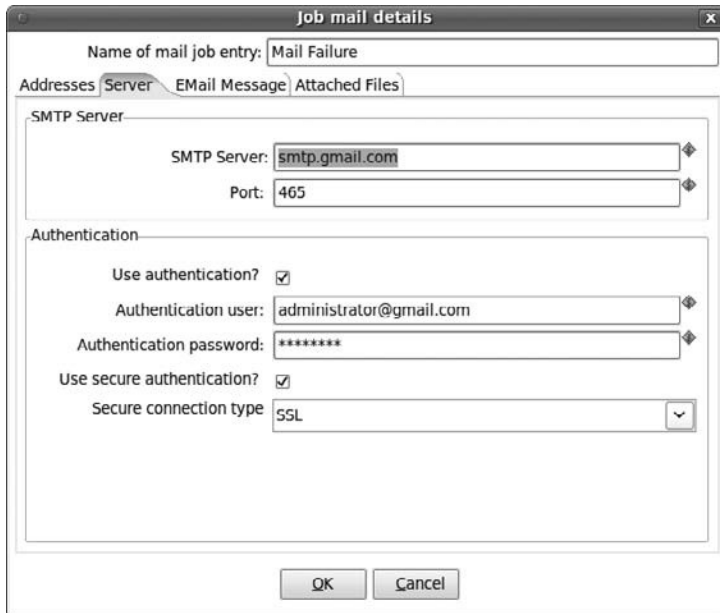 Job mail details
Name of mail job entry: Mail Failure
Addresses Server EMail Message Attached Files
SMTP Server
SMTP Server: smtp.gmail.com
Port: 465
Authentication
Use authentication?
Authentication user: administrator@gmail.com
Authentication password: ********
Use secure authentication?
Secure connection type SSL
OK Cancel